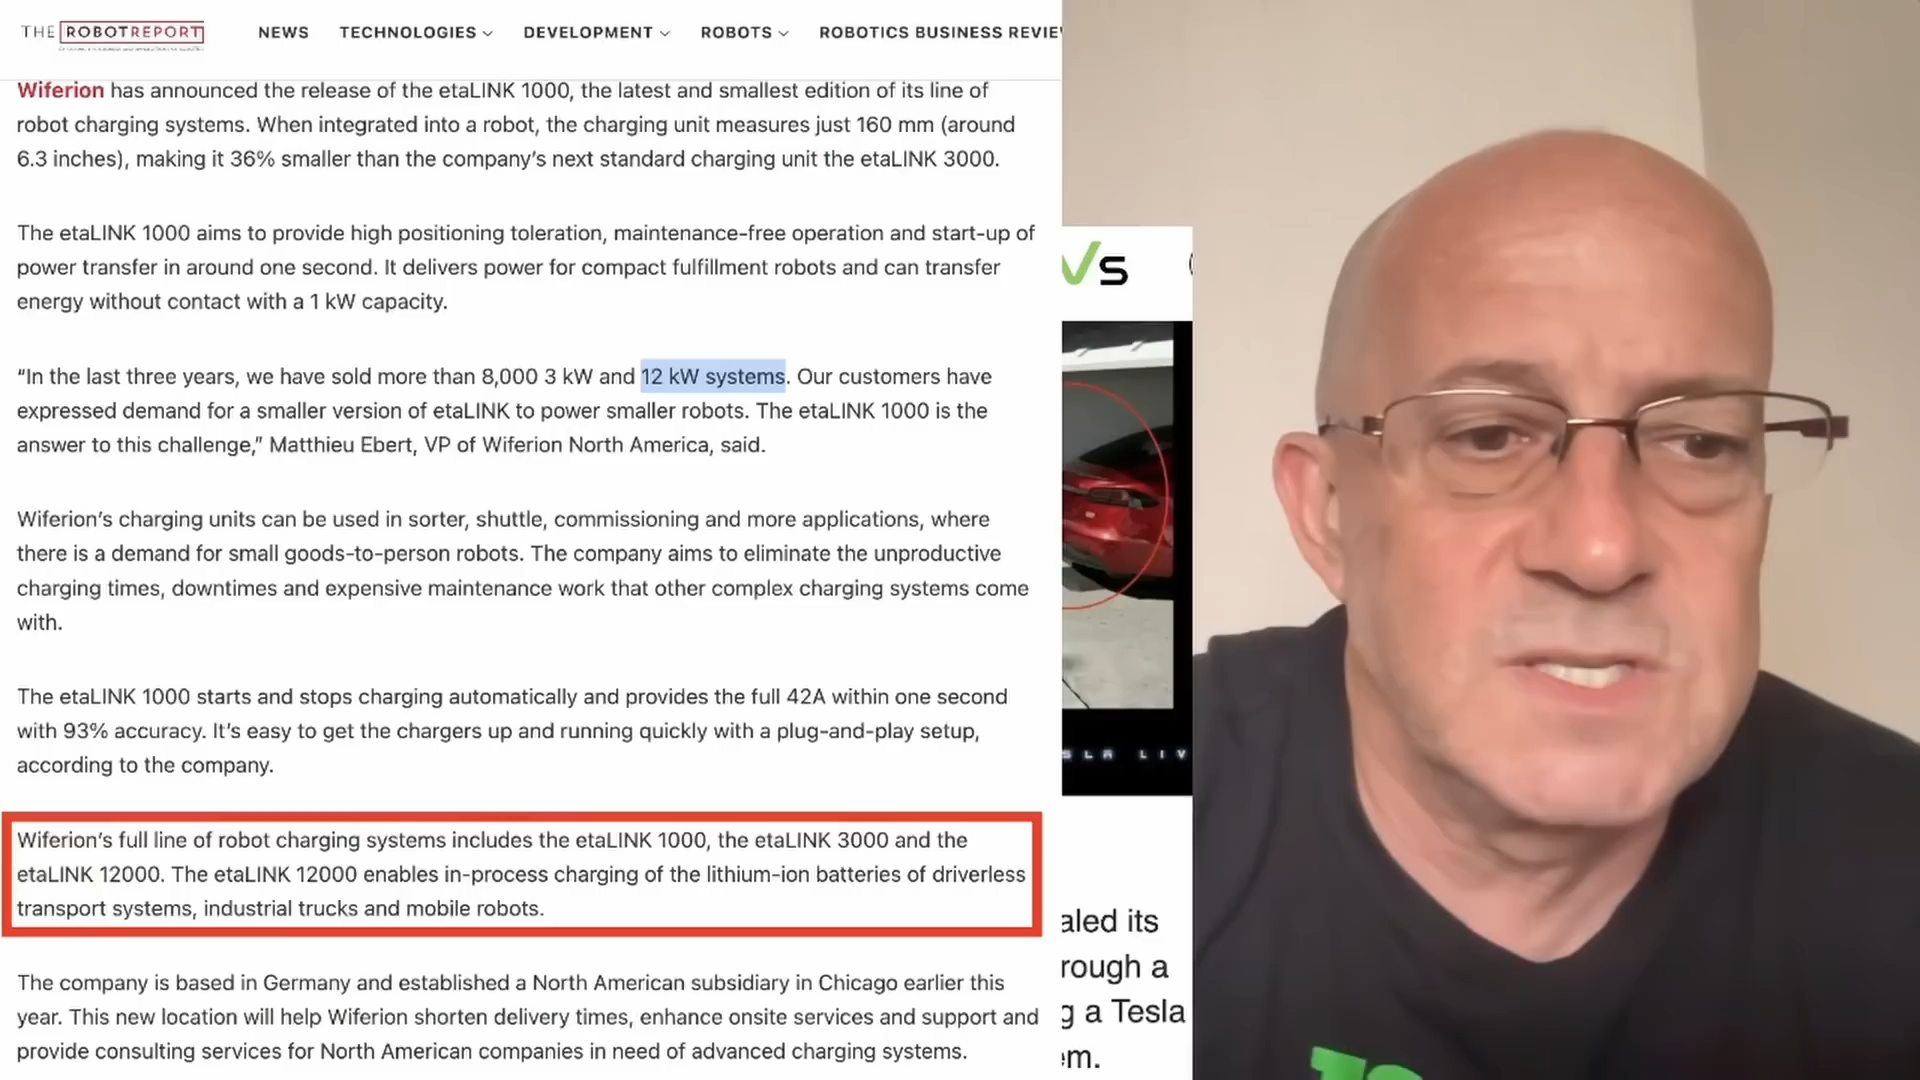 THE ROBOTREPORT
NEWS TECHNOLOGIES DEVELOPMENT ROBOTS ROBOTICS BUSINESS REVIE
Wiferion has announced the release of the etaLINK 1000, the latest and smallest edition of its line of
robot charging systems. When integrated into a robot, the charging unit measures just 160 mm (around
6.3 inches), making it 36% smaller than the company’s next standard charging unit the etaLINK 3000.
The etaLINK 1000 aims to provide high positioning toleration, maintenance-free operation and start-up of
power transfer in around one second. It delivers power for compact fulfillment robots and can transfer
energy without contact with a 1 kW capacity.
“In the last three years, we have sold more than 8,000 3 kW and 12 kW systems. Our customers have
expressed demand for a smaller version of etaLINK to power smaller robots. The etaLINK 1000 is the
answer to this challenge,” Matthieu Ebert, VP of Wiferion North America, said.
Wiferion’s charging units can be used in sorter, shuttle, commissioning and more applications, where
there is a demand for small goods-to-person robots. The company aims to eliminate the unproductive
charging times, downtimes and expensive maintenance work that other complex charging systems come
with.
The etaLINK 1000 starts and stops charging automatically and provides the full 42A within one second
with 93% accuracy. It’s easy to get the chargers up and running quickly with a plug-and-play setup,
according to the company.
Wiferion’s full line of robot charging systems includes the etaLINK 1000, the etaLINK 3000 and the
etaLINK 12000. The etaLINK 12000 enables in-process charging of the lithium-ion batteries of driverless
transport systems, industrial trucks and mobile robots.
The company is based in Germany and established a North American subsidiary in Chicago earlier this
year. This new location will help Wiferion shorten delivery times, enhance onsite services and support and
provide consulting services for North American companies in need of advanced charging systems.
Vs
SLA LIV
aled its
rough a
g a Tesla
em.